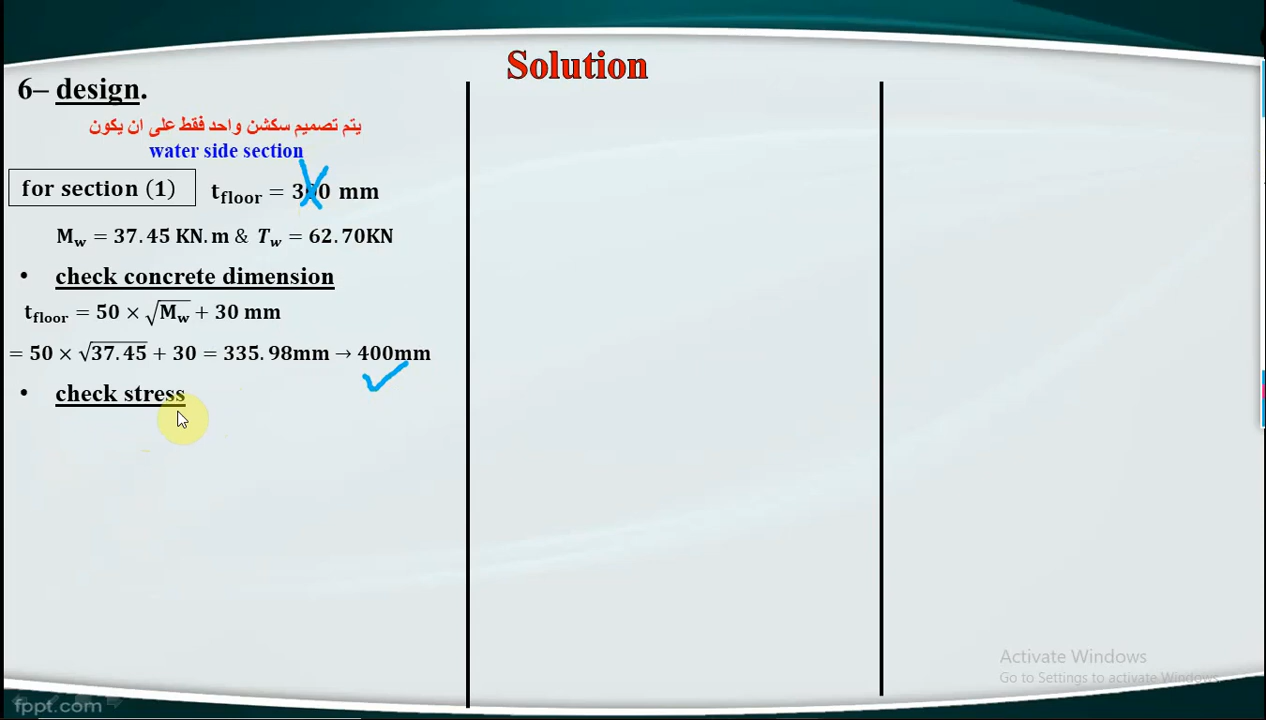 Solution
6– design.
يتم تصميم سكشن واحد فقط على ان يكون
water side section
for section (1) t_floor = 300 mm
M_w = 37.45 KN.m & T_w = 62.70KN
• check concrete dimension
t_floor = 50 × √M_w + 30 mm
= 50 × √37.45 + 30 = 335.98mm → 400mm
• check stress
Activate Windows
Go to Settings to activate Windows.
fppt.com